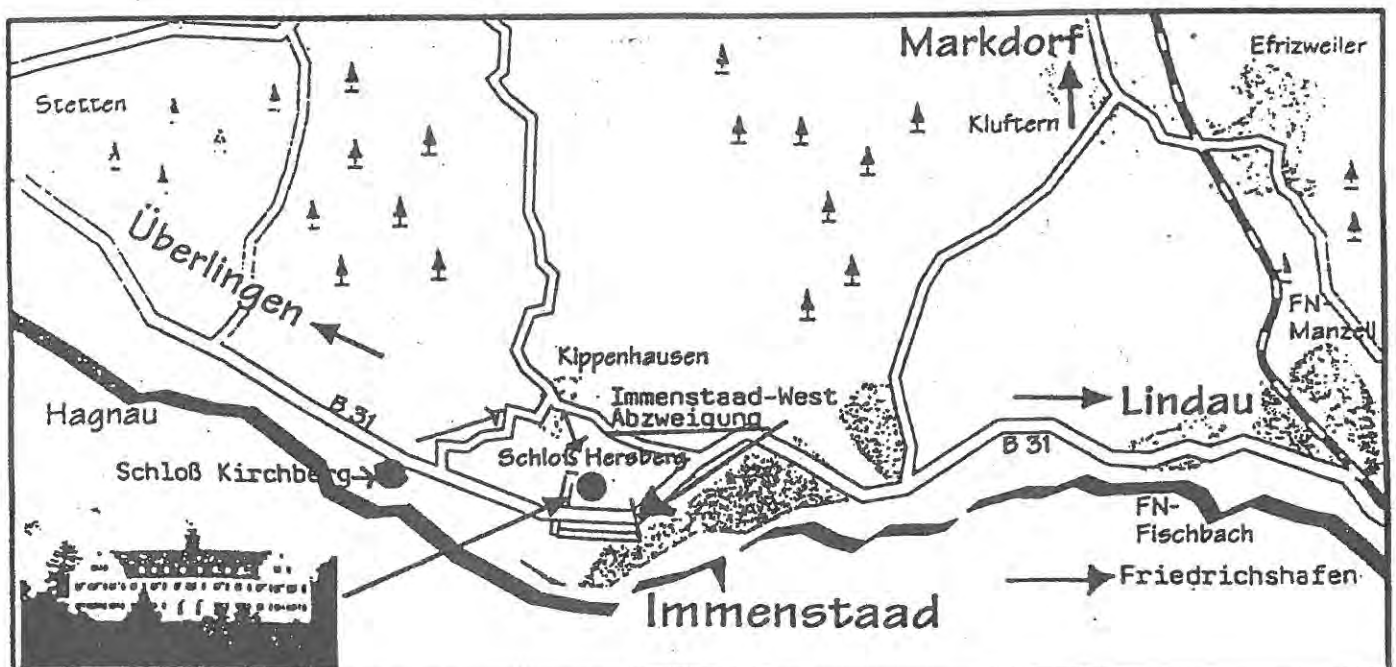 Markdorf
Efrizweiler
Stetten
Kluftern
Überlingen
FN-
Manzell
Kippenhausen
Immenstaad-West
Abzweigung
Lindau
Hagnau
B 31
B 31
Schloß Hersberg
Schloß Kirchberg
FN-
Fischbach
Friedrichshafen
Immenstaad